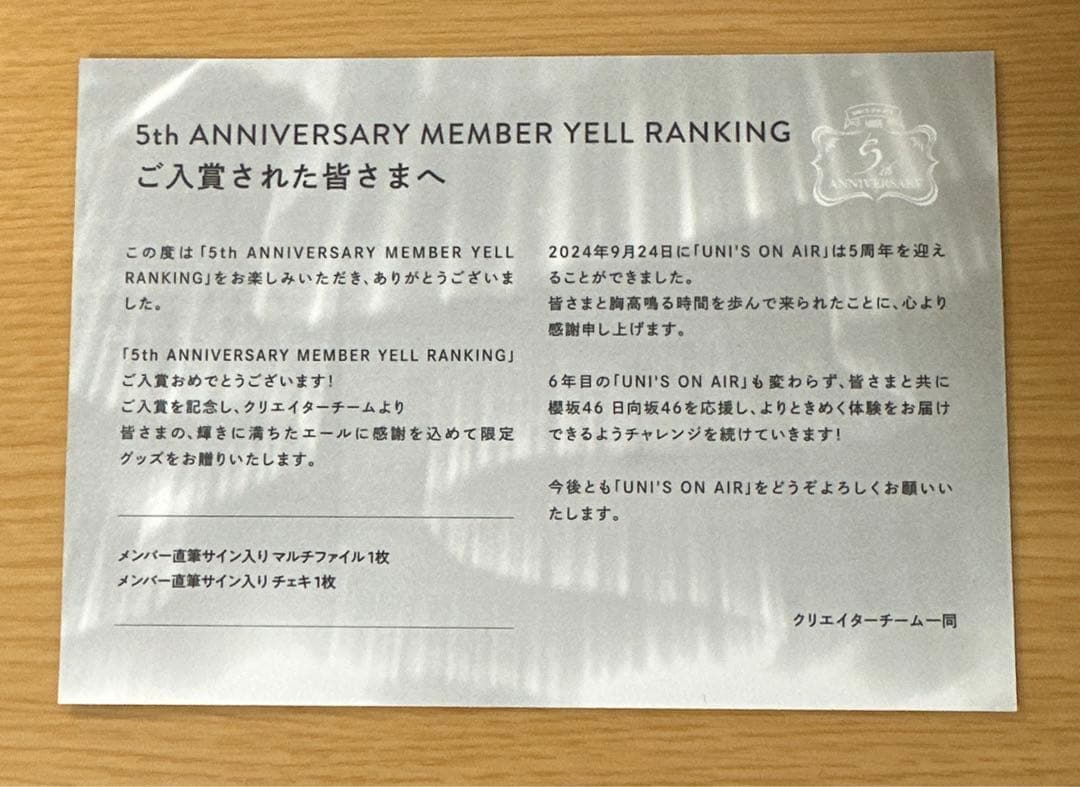 5th ANNIVERSARY MEMBER YELL RANKING
ご入賞された皆さまへ
5th
ANNIVERSARY
この度は「5th ANNIVERSARY MEMBER YELL
RANKING」をお楽しみいただき、ありがとうございま
した。
「5th ANNIVERSARY MEMBER YELL RANKING」
ご入賞おめでとうございます!
ご入賞を記念し、クリエイターチームより
皆さまの、輝きに満ちたエールに感謝を込めて限定
グッズをお贈りいたします。
メンバー直筆サイン入り マルチファイル1枚
メンバー直筆サイン入り チェキ1枚
2024年9月24日に「UNI'S ON AIR」は5周年を迎え
ることができました。
皆さまと胸高鳴る時間を歩んで来られたことに、心より
感謝申し上げます。
6年目の「UNI'S ON AIR」も変わらず、皆さまと共に
櫻坂46 日向坂46を応援し、よりときめく体験をお届け
できるようチャレンジを続けていきます!
今後とも「UNI'S ON AIR」をどうぞよろしくお願いい
たします。
クリエイターチーム一同